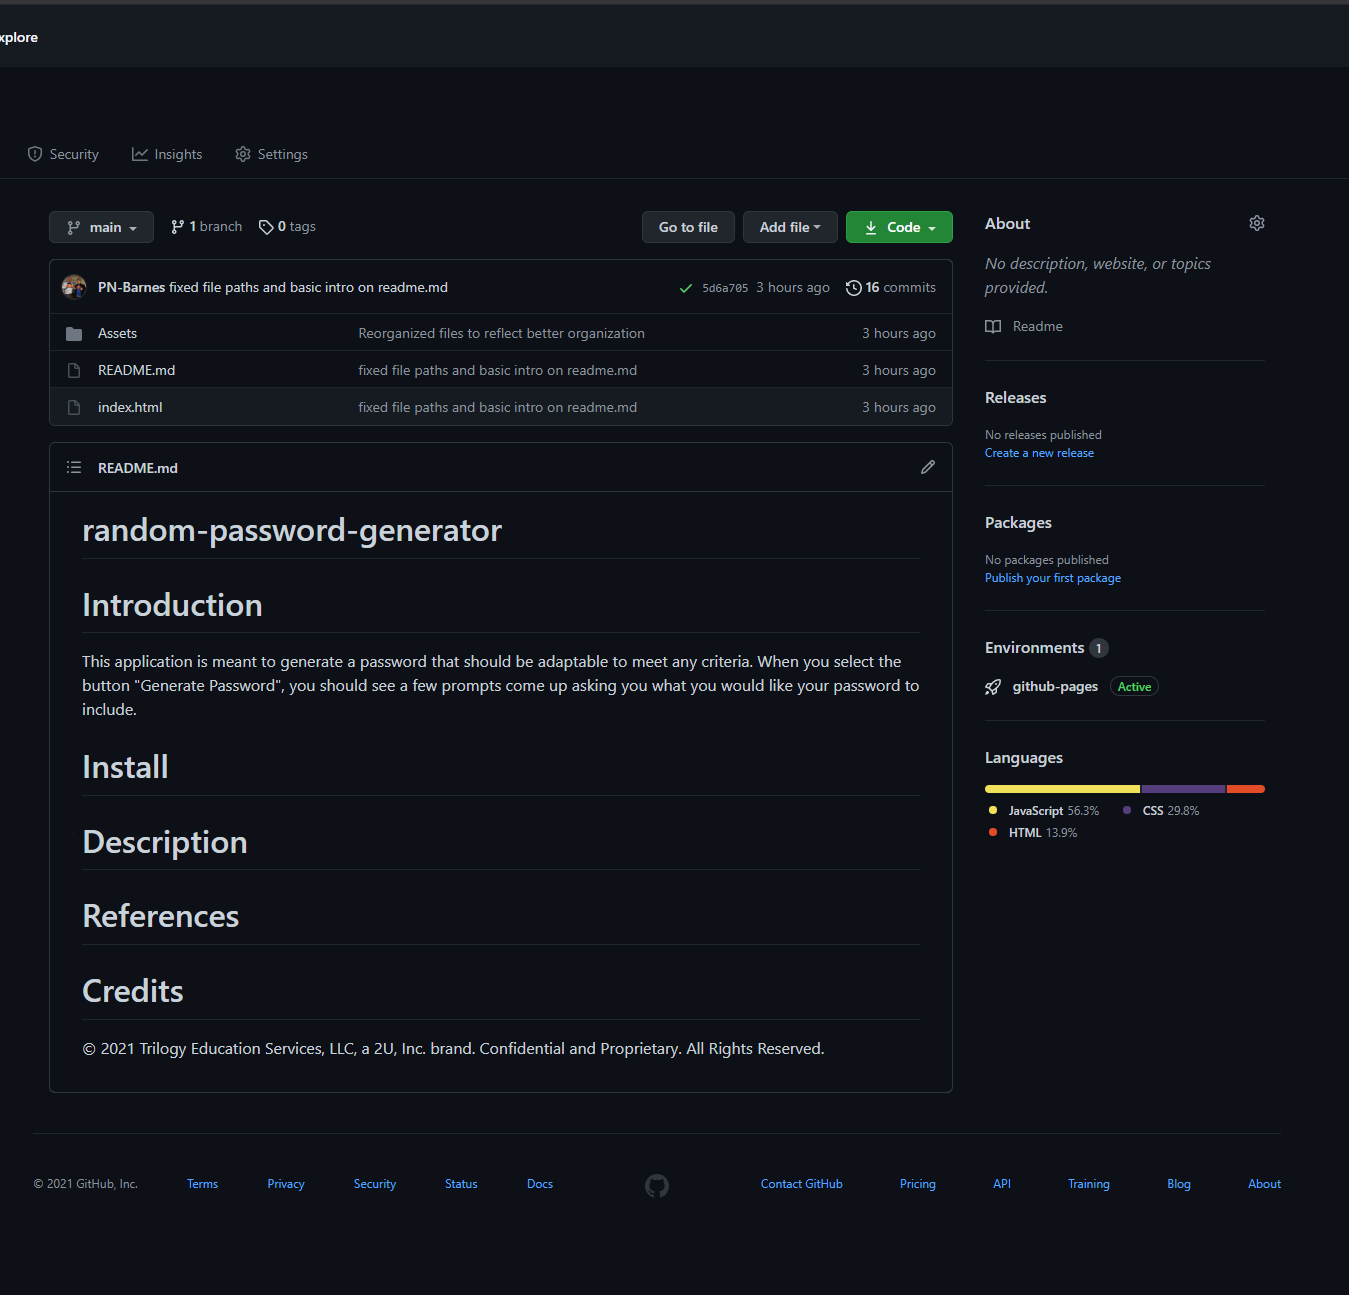 xplore
Security Insights Settings
main 1 branch 0 tags Go to file Add file Code
PN-Barnes fixed file paths and basic intro on readme.md 5d6a705 3 hours ago 16 commits
Assets Reorganized files to reflect better organization 3 hours ago
README.md fixed file paths and basic intro on readme.md 3 hours ago
index.html fixed file paths and basic intro on readme.md 3 hours ago
README.md
random-password-generator
Introduction
This application is meant to generate a password that should be adaptable to meet any criteria. When you select the
button "Generate Password", you should see a few prompts come up asking you what you would like your password to
include.
Install
Description
References
Credits
© 2021 Trilogy Education Services, LLC, a 2U, Inc. brand. Confidential and Proprietary. All Rights Reserved.
About
No description, website, or topics
provided.
Readme
Releases
No releases published
Create a new release
Packages
No packages published
Publish your first package
Environments 1
github-pages Active
Languages
JavaScript 56.3% CSS 29.8%
HTML 13.9%
© 2021 GitHub, Inc. Terms Privacy Security Status Docs Contact GitHub Pricing API Training Blog About